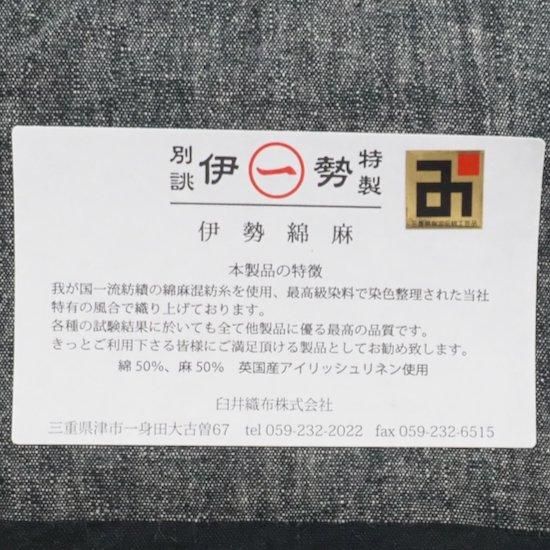 別誂 伊 一 勢 特製
伊勢綿麻
本製品の特徴
我が国一流紡績の綿麻混紡糸を使用、最高級染料で染色整理された当社
特有の風合で織り上げております。
各種の試験結果に於いても全て他製品に優る最高の品質です。
きっとご利用下さる皆様にご満足頂ける製品としてお勧め致します。
綿50%、麻50% 英国産アイリッシュリネン使用
臼井織布株式会社
三重県津市一身田大古曽67 tel 059-232-2022 fax 059-232-6515